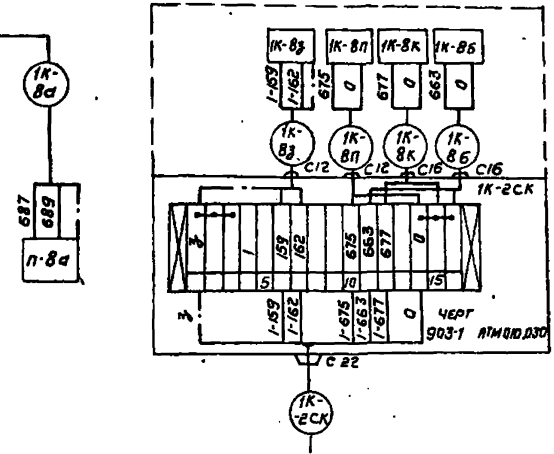 1К-
8а
687
689
П-8а
1К-8з
1К-8П
1К-8К
1К-8Б
1-159
1-162
675
0
677
0
663
0
1К-
8з
1К-
8П
1К-
8К
1К-
8Б
С12
С12
С16
С16
1К-2СК
З
1
159
162
675
663
677
0
5
10
15
З
1-159
1-162
1-675
1-663
1-677
0
ЧЕРТ
903-1
С 22
1К-
-2СК